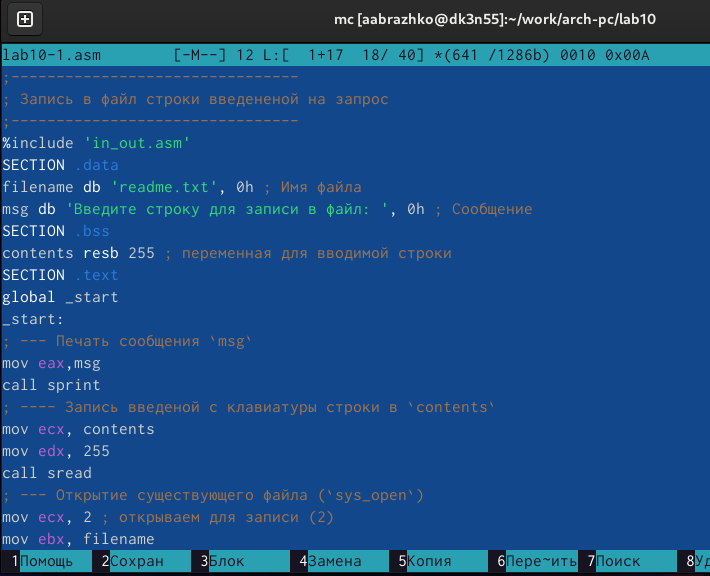 mc [aabrazhko@dk3n55]:~/work/arch-pc/lab10
lab10-1.asm        [-M--] 12 L:[  1+17  18/ 40] *(641 /1286b) 0010 0x00A
;--------------------------------
; Запись в файл строки введененой на запрос
;--------------------------------
%include 'in_out.asm'
SECTION .data
filename db 'readme.txt', 0h ; Имя файла
msg db 'Введите строку для записи в файл: ', 0h ; Сообщение
SECTION .bss
contents resb 255 ; переменная для вводимой строки
SECTION .text
global _start
_start:
; --- Печать сообщения `msg`
mov eax,msg
call sprint
; ---- Запись введеной с клавиатуры строки в `contents`
mov ecx, contents
mov edx, 255
call sread
; --- Открытие существующего файла (`sys_open`)
mov ecx, 2 ; открываем для записи (2)
mov ebx, filename
1Помощь 2Сохран 3Блок 4Замена 5Копия 6Пере~ить 7Поиск 8Уд